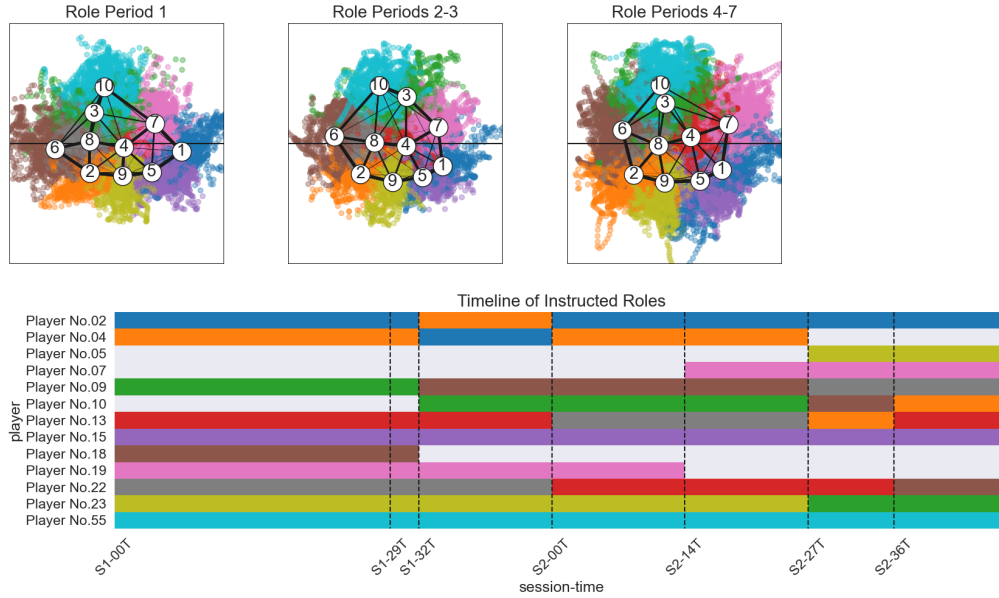 Role Period 1
Role Periods 2-3
Role Periods 4-7
10
3
7
8
4
6
1
2
9
5
10
3
7
6
8
4
1
2
9
5
10
3
7
6
4
8
1
2
9
5
Timeline of Instructed Roles
player
Player No.02
Player No.04
Player No.05
Player No.07
Player No.09
Player No.10
Player No.13
Player No.15
Player No.18
Player No.19
Player No.22
Player No.23
Player No.55
S1-00T
S1-29T
S1-32T
S2-00T
S2-14T
S2-27T
S2-36T
session-time